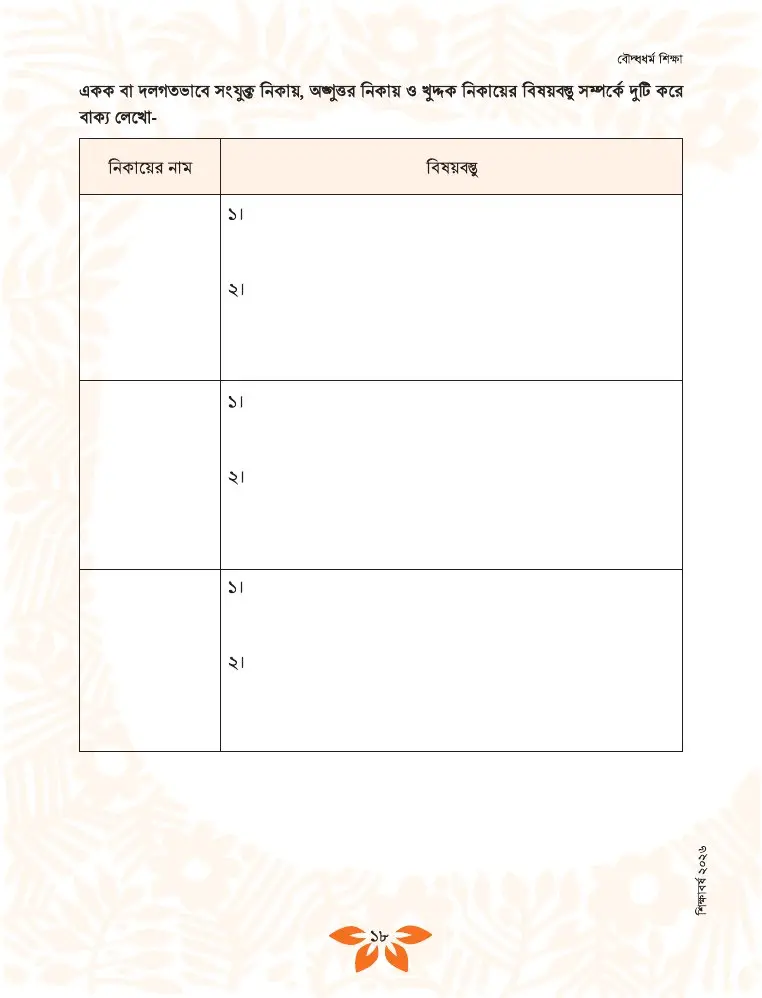 বৌদ্ধধর্ম শিক্ষা
একক বা দলগতভাবে সংযুক্ত নিকায়, অঙ্গুত্তর নিকায় ও খুদ্দক নিকায়ের বিষয়বস্তু সম্পর্কে দুটি করে
বাক্য লেখো-
নিকায়ের নাম
বিষয়বস্তু
১।
২।
১।
২।
১।
২।
শিক্ষাবর্ষ ২০২৬
১৮